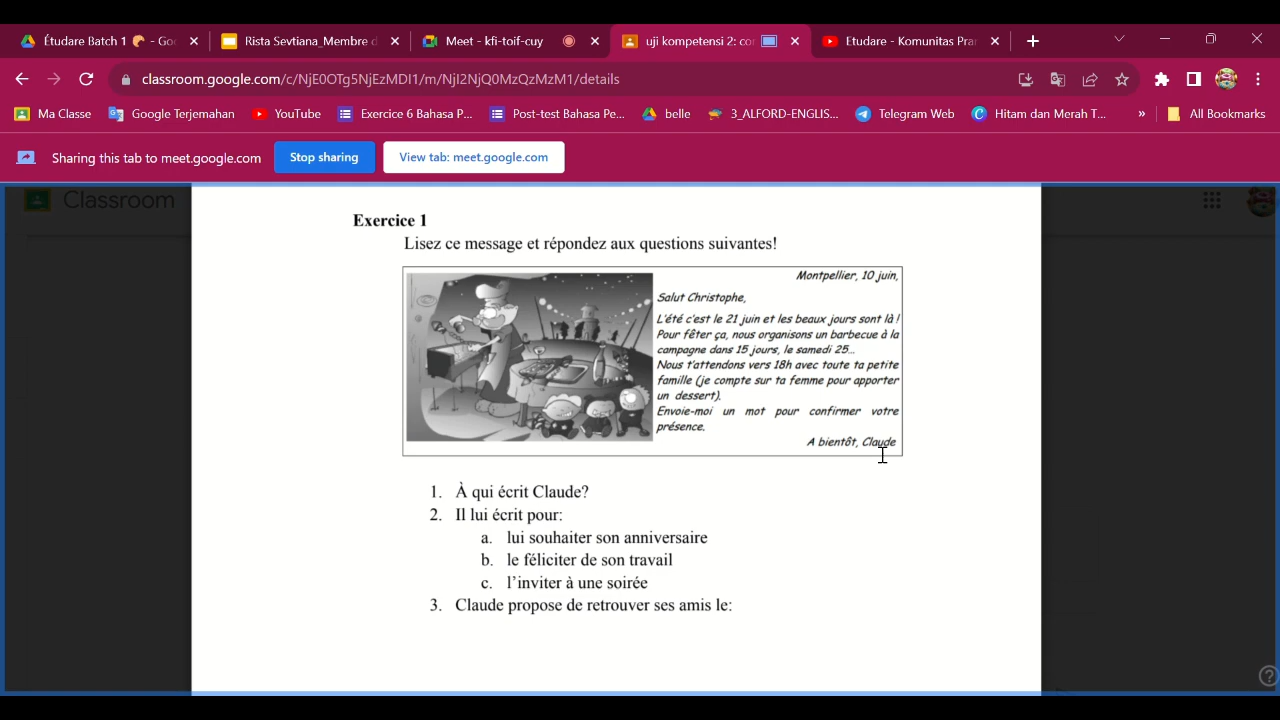 Étudare Batch 1 🥐 - Goo
Rista Sevtiana_Membre d
Meet - kfi-toif-cuy
uji kompetensi 2: co
Etudare - Komunitas Pra
classroom.google.com/c/NjE0OTg5NjEzMDI1/m/NjI2NjQ0MzQzMzM1/details
Ma Classe
Google Terjemahan
YouTube
Exercice 6 Bahasa P...
Post-test Bahasa Pe...
belle
3_ALFORD-ENGLIS...
Telegram Web
Hitam dan Merah T...
»
All Bookmarks
Sharing this tab to meet.google.com
Stop sharing
View tab: meet.google.com
Classroom
Exercice 1
Lisez ce message et répondez aux questions suivantes!
Montpellier, 10 juin,
Salut Christophe,
L'été c'est le 21 juin et les beaux jours sont là !
Pour fêter ça, nous organisons un barbecue à la
campagne dans 15 jours, le samedi 25...
Nous t'attendons vers 18h avec toute ta petite
famille (je compte sur ta femme pour apporter
un dessert).
Envoie-moi un mot pour confirmer votre
présence.
A bientôt, Claude
1. À qui écrit Claude?
2. Il lui écrit pour:
a. lui souhaiter son anniversaire
b. le féliciter de son travail
c. l'inviter à une soirée
3. Claude propose de retrouver ses amis le: